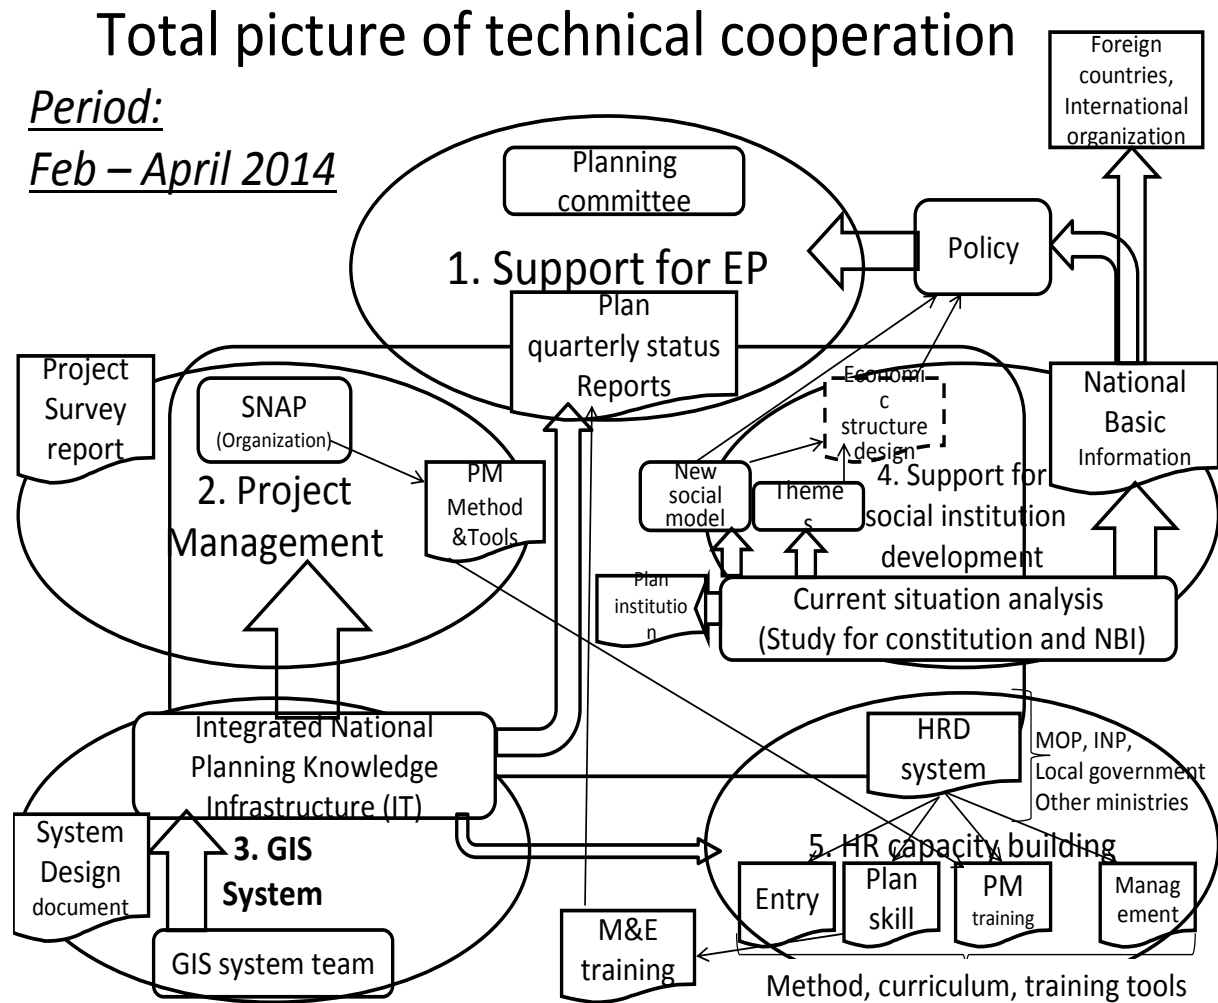 Total picture of technical cooperation
Period:
Feb – April 2014
Foreign
countries,
International
organization
Planning
committee
Policy
1. Support for EP
Plan
quarterly status
Reports
Project
Survey
report
SNAP
(Organization)
2. Project
Management
PM
Method
&Tools
Economi
c
structure
design
National
Basic
Information
New
social
model
Theme
s
4. Support for
social institution
development
Plan
institutio
n
Current situation analysis
(Study for constitution and NBI)
Integrated National
Planning Knowledge
Infrastructure (IT)
HRD
system
MOP, INP,
Local government
Other ministries
System
Design
document
3. GIS
System
5. HR capacity building
Entry
Plan
skill
PM
training
Manag
ement
M&E
training
GIS system team
Method, curriculum, training tools